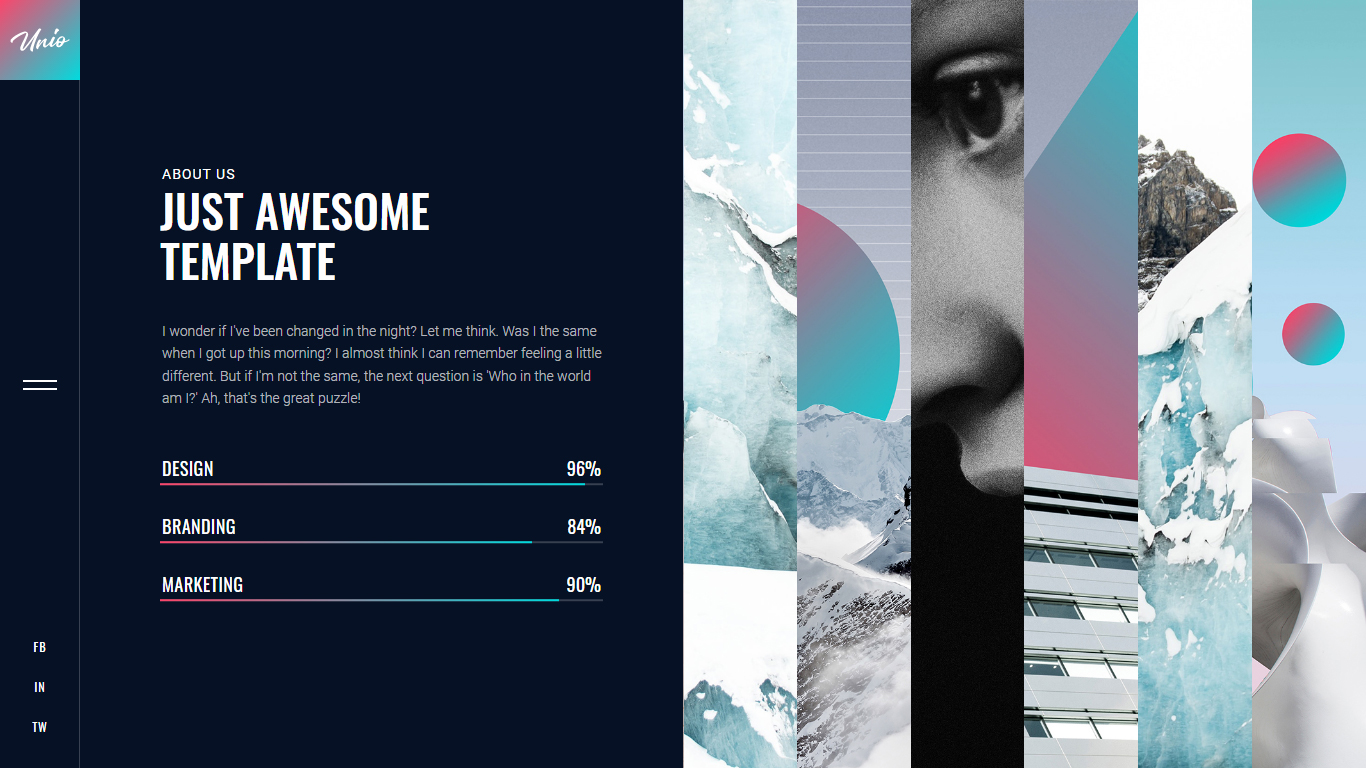 Unio
ABOUT US
JUST AWESOME
TEMPLATE
I wonder if I've been changed in the night? Let me think. Was I the same
when I got up this morning? I almost think I can remember feeling a little
different. But if I'm not the same, the next question is 'Who in the world
am I?' Ah, that's the great puzzle!
DESIGN 96%
BRANDING 84%
MARKETING 90%
FB
IN
TW